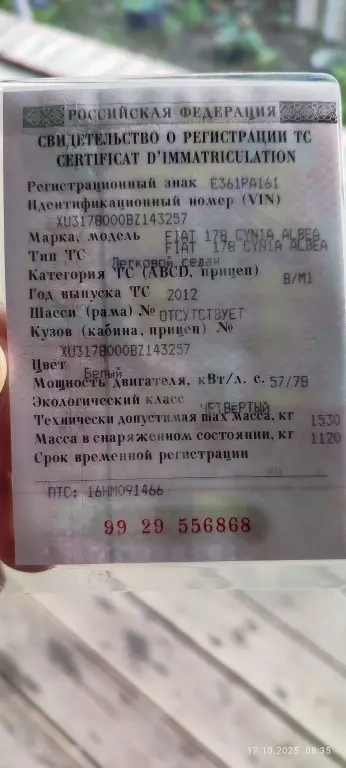 РОССИЙСКАЯ ФЕДЕРАЦИЯ
СВИДЕТЕЛЬСТВО О РЕГИСТРАЦИИ ТС
CERTIFICAT D'IMMATRICULATION
Регистрационный знак Е361РА161
Идентификационный номер (VIN)
XU3178000BZ143257
Марка, модель FIAT 178 CYN1A ALBEA
FIAT 178 CYN1A ALBEA
Тип ТС Легковой седан
Категория ТС (ABCD, прицеп) B/M1
Год выпуска ТС 2012
Шасси (рама) № ОТСУТСТВУЕТ
Кузов (кабина, прицеп) №
XU3178000BZ143257
Цвет Белый
Мощность двигателя, кВт/л. с. 57/78
Экологический класс ЧЕТВЕРТЫЙ
Технически допустимая max масса, кг 1530
Масса в снаряженном состоянии, кг 1120
Срок временной регистрации
ПТС: 16НМ091466
99 29 556868
17.10.2025 08:35